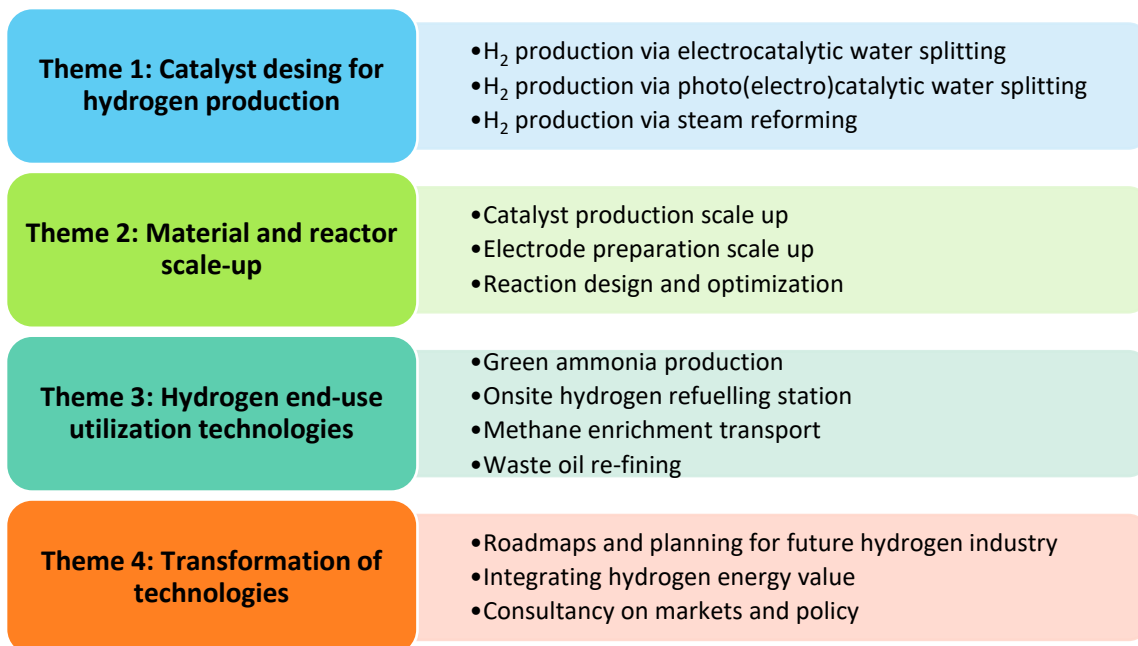 Theme 1: Catalyst desing for
hydrogen production
•H₂ production via electrocatalytic water splitting
•H₂ production via photo(electro)catalytic water splitting
•H₂ production via steam reforming
Theme 2: Material and reactor
scale-up
•Catalyst production scale up
•Electrode preparation scale up
•Reaction design and optimization
Theme 3: Hydrogen end-use
utilization technologies
•Green ammonia production
•Onsite hydrogen refuelling station
•Methane enrichment transport
•Waste oil re-fining
Theme 4: Transformation of
technologies
•Roadmaps and planning for future hydrogen industry
•Integrating hydrogen energy value
•Consultancy on markets and policy